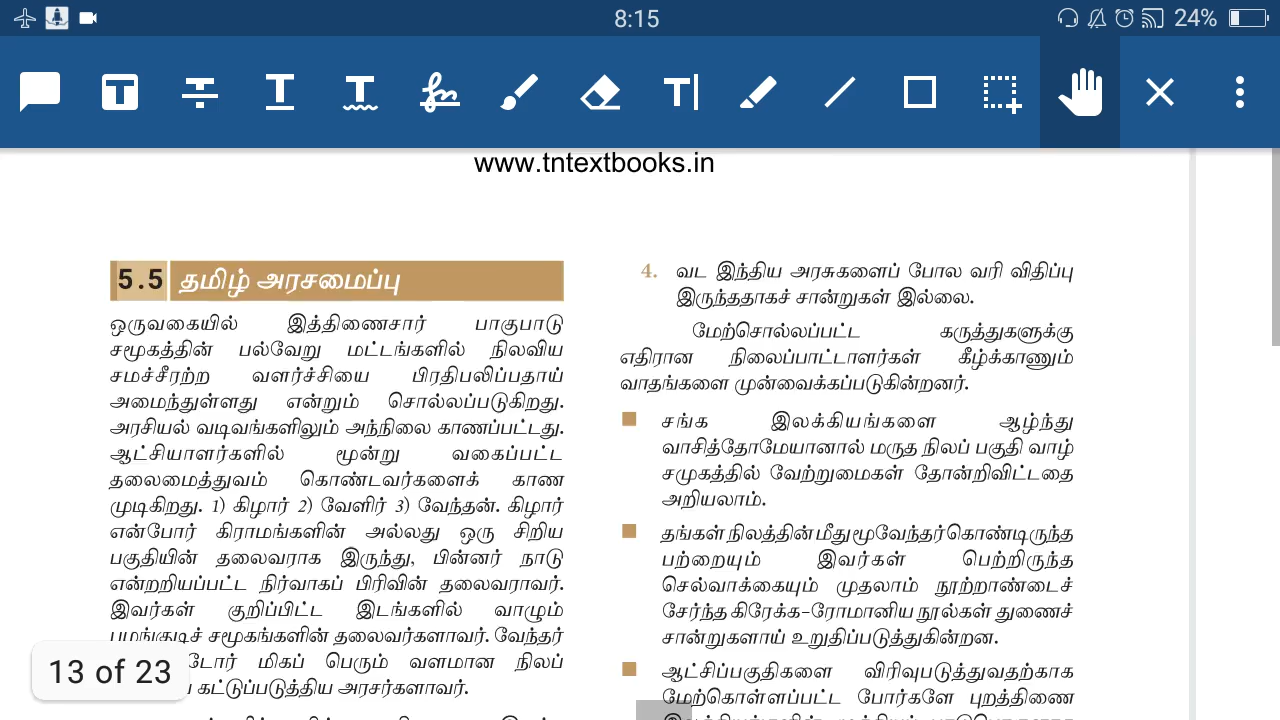 8:15
24%
www.tntextbooks.in
5.5 தமிழ் அரசமைப்பு
ஒருவகையில் இத்திணைசார் பாகுபாடு
சமூகத்தின் பல்வேறு மட்டங்களில் நிலவிய
சமச்சீரற்ற வளர்ச்சியை பிரதிபலிப்பதாய்
அமைந்துள்ளது என்றும் சொல்லப்படுகிறது.
அரசியல் வடிவங்களிலும் அந்நிலை காணப்பட்டது.
ஆட்சியாளர்களில் மூன்று வகைப்பட்ட
தலைமைத்துவம் கொண்டவர்களைக் காண
முடிகிறது. 1) கிழார் 2) வேளிர் 3) வேந்தன். கிழார்
என்போர் கிராமங்களின் அல்லது ஒரு சிறிய
பகுதியின் தலைவராக இருந்து, பின்னர் நாடு
என்றறியப்பட்ட நிர்வாகப் பிரிவின் தலைவராவர்.
இவர்கள் குறிப்பிட்ட இடங்களில் வாழும்
பழங்குடிச் சமூகங்களின் தலைவர்களாவர். வேந்தர்
மிகப் பெரும் வளமான நிலப்
கட்டுப்படுத்திய அரசர்களாவர்.
4. வட இந்திய அரசுகளைப் போல வரி விதிப்பு
இருந்ததாகச் சான்றுகள் இல்லை.
மேற்சொல்லப்பட்ட கருத்துகளுக்கு
எதிரான நிலைப்பாட்டாளர்கள் கீழ்க்காணும்
வாதங்களை முன்வைக்கப்படுகின்றனர்.
சங்க இலக்கியங்களை ஆழ்ந்து
வாசித்தோமேயானால் மருத நிலப் பகுதி வாழ்
சமுகத்தில் வேற்றுமைகள் தோன்றிவிட்டதை
அறியலாம்.
தங்கள் நிலத்தின் மீது மூவேந்தர் கொண்டிருந்த
பற்றையும் இவர்கள் பெற்றிருந்த
செல்வாக்கையும் முதலாம் நூற்றாண்டைச்
சேர்ந்த கிரேக்க-ரோமானிய நூல்கள் துணைச்
சான்றுகளாய் உறுதிப்படுத்துகின்றன.
ஆட்சிப்பகுதிகளை விரிவுபடுத்துவதற்காக
மேற்கொள்ளப்பட்ட போர்களே புறத்திணை
13 of 23